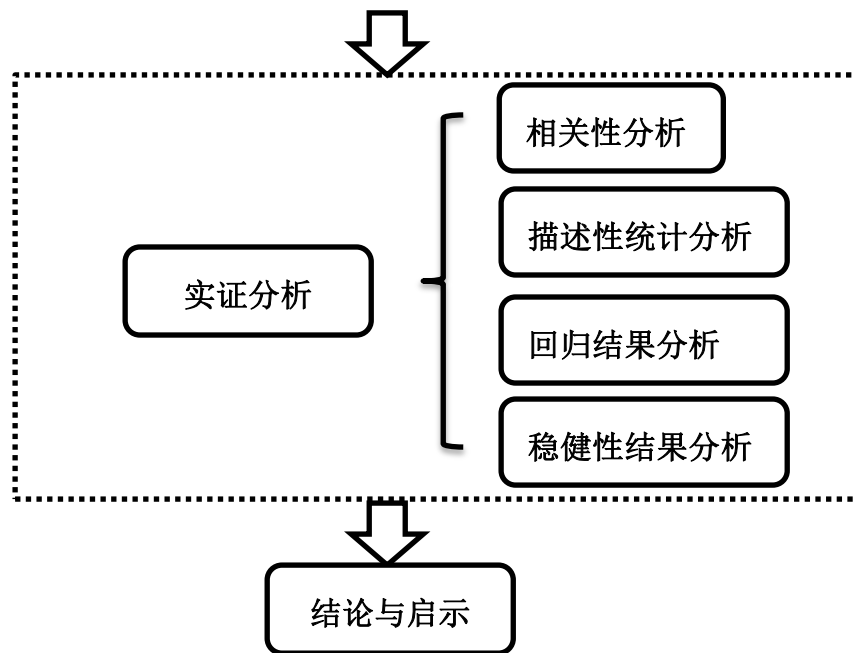 相关性分析
描述性统计分析
实证分析
回归结果分析
稳健性结果分析
结论与启示